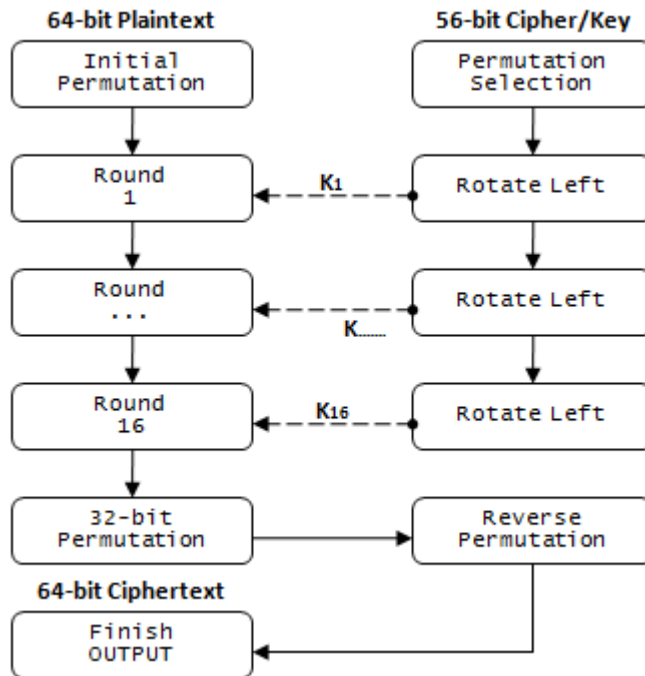 64-bit Plaintext
56-bit Cipher/Key
Initial
Permutation
Permutation
Selection
Round
1
K1
Rotate Left
Round
...
K.......
Rotate Left
Round
16
K16
Rotate Left
32-bit
Permutation
Reverse
Permutation
64-bit Ciphertext
Finish
OUTPUT